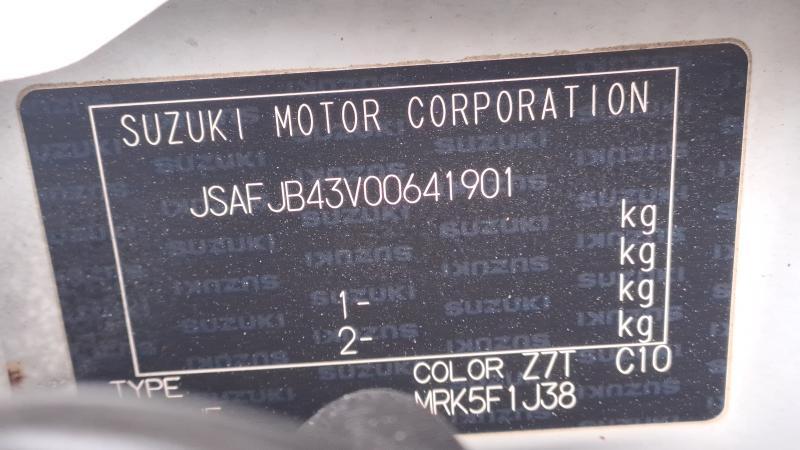 SUZUKI MOTOR CORPORATION
JSAFJB43V00641901
kg
kg
1- kg
2- kg
TYPE COLOR Z7T C10
MRK5F1J38